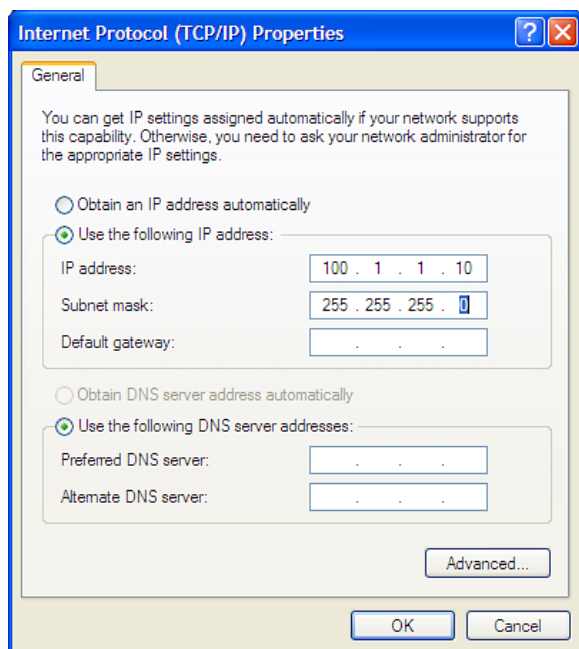 Internet Protocol (TCP/IP) Properties
General
You can get IP settings assigned automatically if your network supports
this capability. Otherwise, you need to ask your network administrator for
the appropriate IP settings.
Obtain an IP address automatically
Use the following IP address:
IP address: 100 . 1 . 1 . 10
Subnet mask: 255 . 255 . 255 . 0
Default gateway: . . .
Obtain DNS server address automatically
Use the following DNS server addresses:
Preferred DNS server: . . .
Alternate DNS server: . . .
Advanced...
OK Cancel